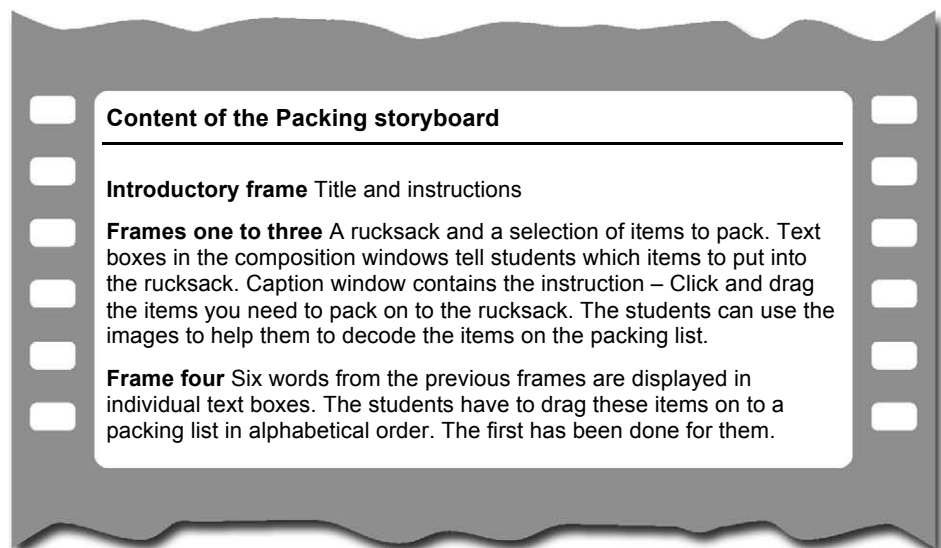 Content of the Packing storyboard
Introductory frame Title and instructions
Frames one to three A rucksack and a selection of items to pack. Text
boxes in the composition windows tell students which items to put into
the rucksack. Caption window contains the instruction – Click and drag
the items you need to pack on to the rucksack. The students can use the
images to help them to decode the items on the packing list.
Frame four Six words from the previous frames are displayed in
individual text boxes. The students have to drag these items on to a
packing list in alphabetical order. The first has been done for them.